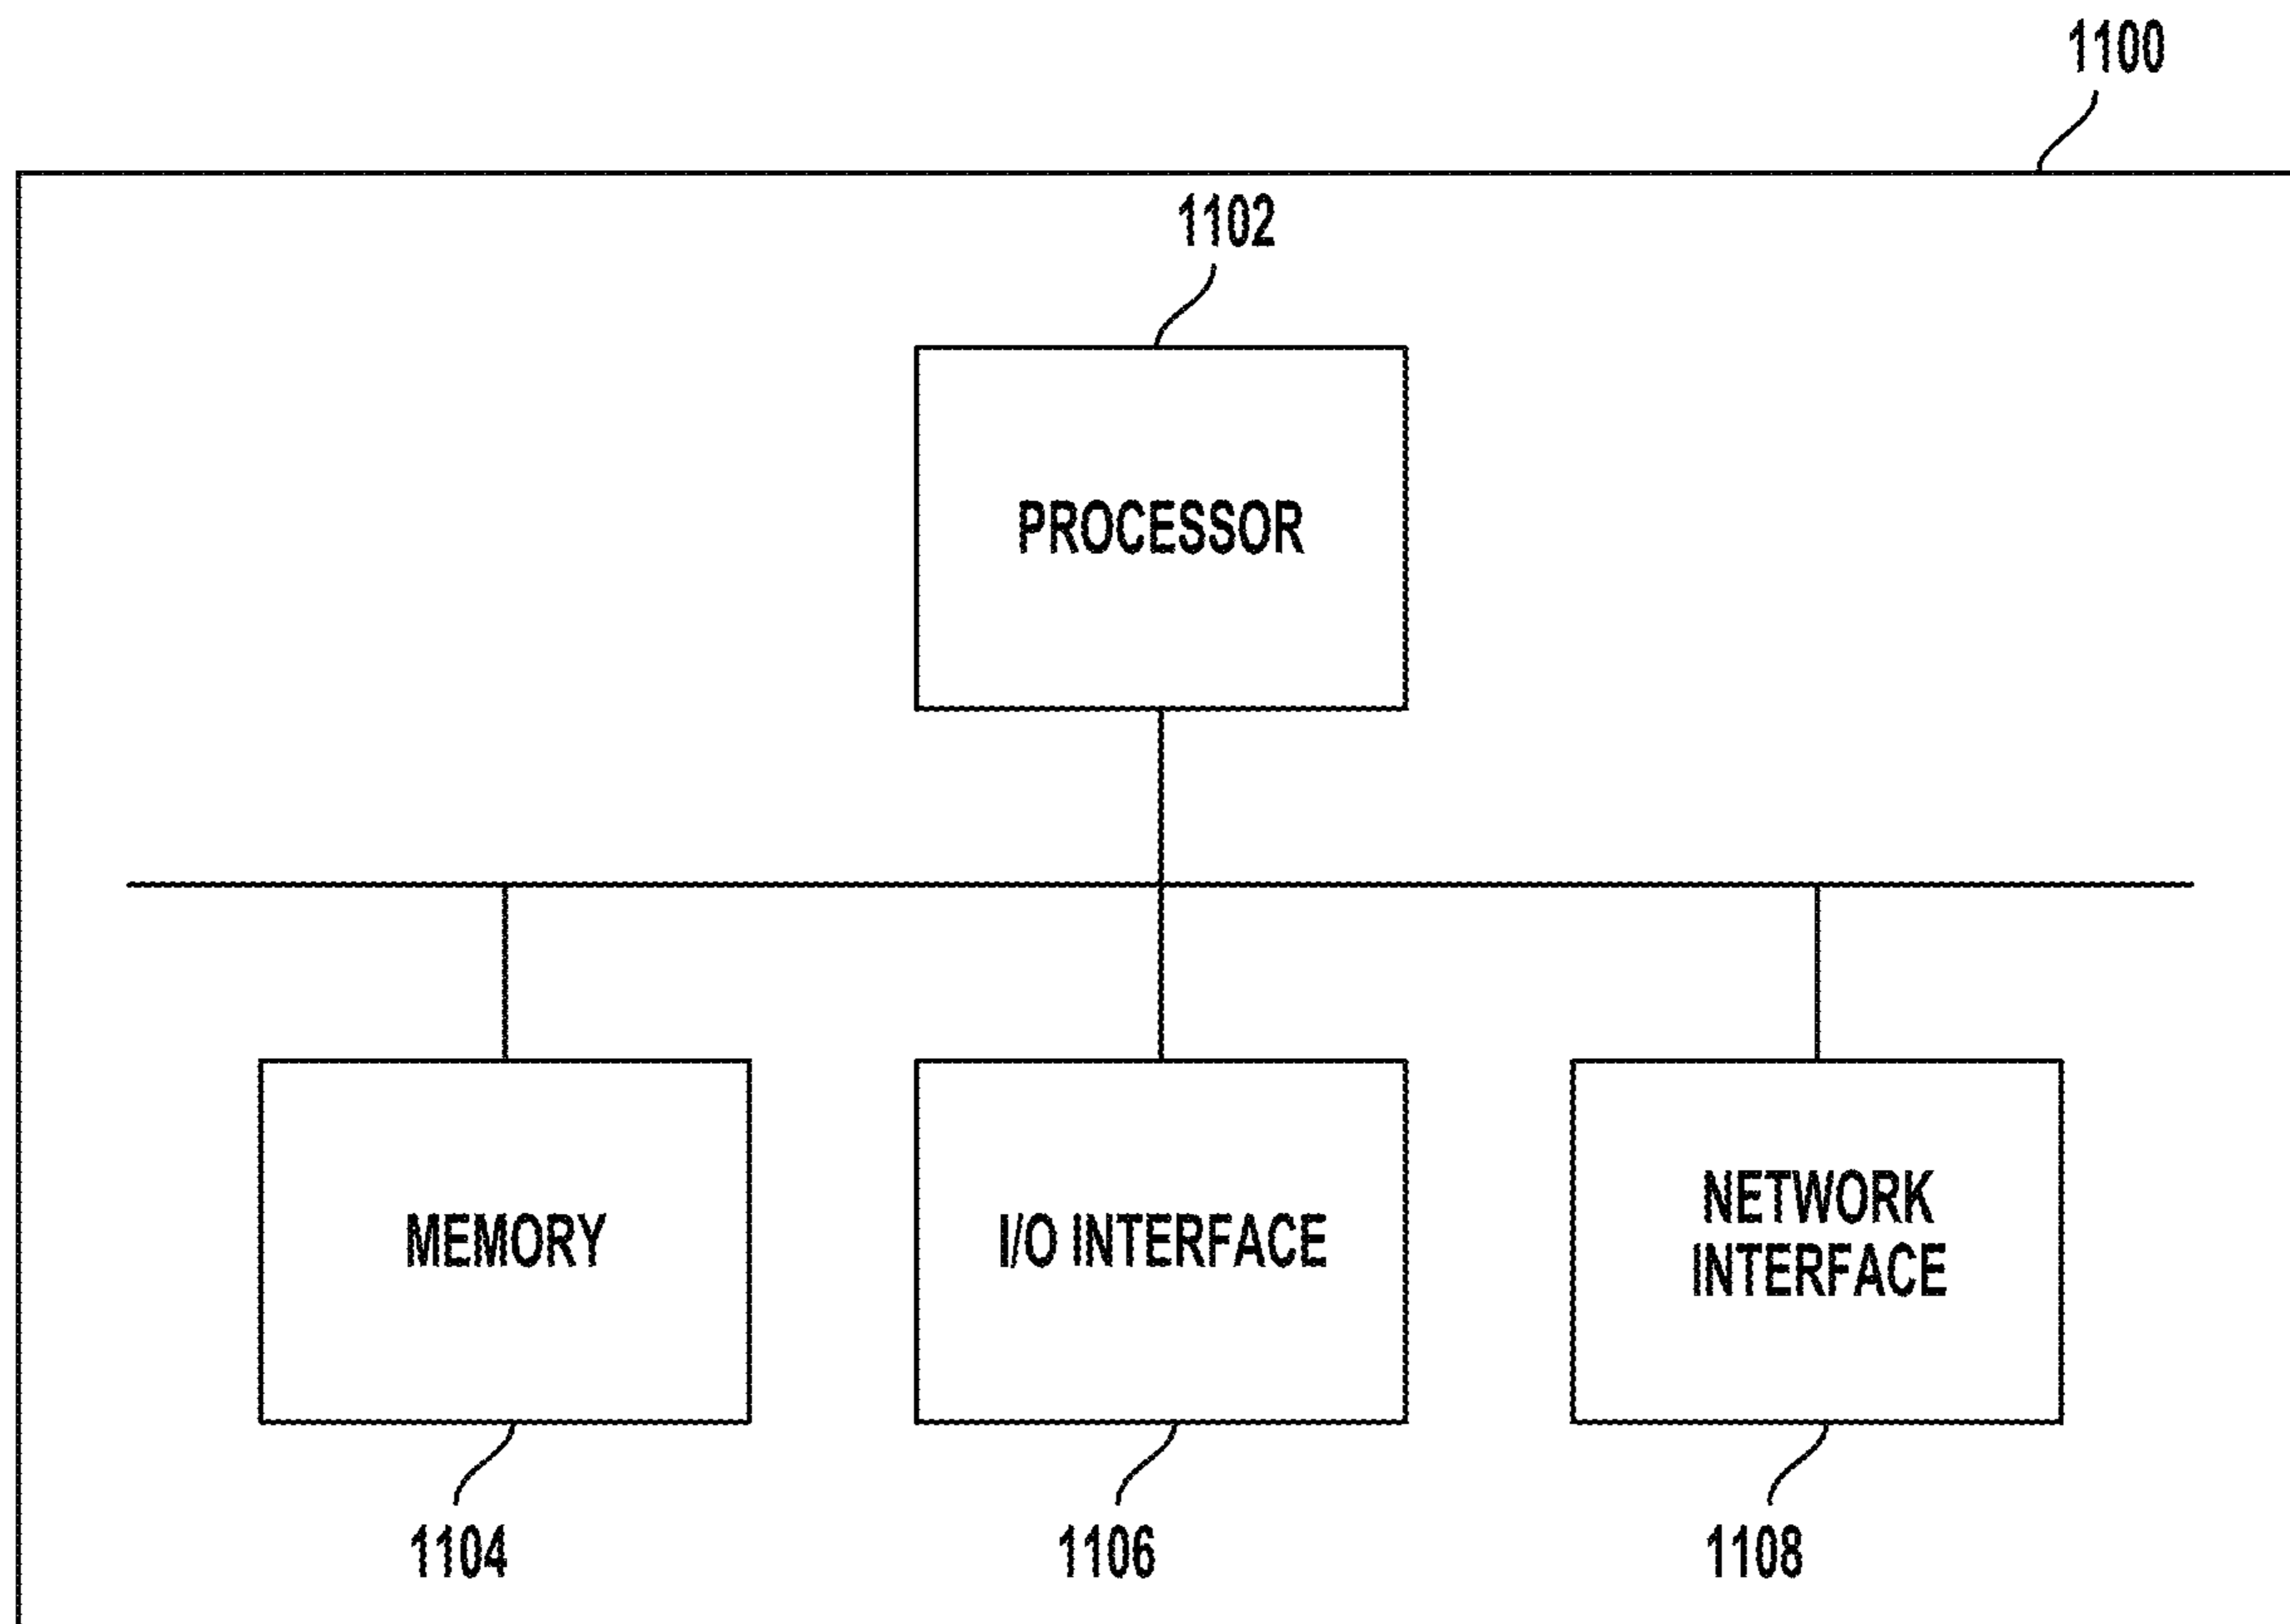 1100
1102
PROCESSOR
MEMORY
I/O INTERFACE
NETWORK
INTERFACE
1104
1106
1108